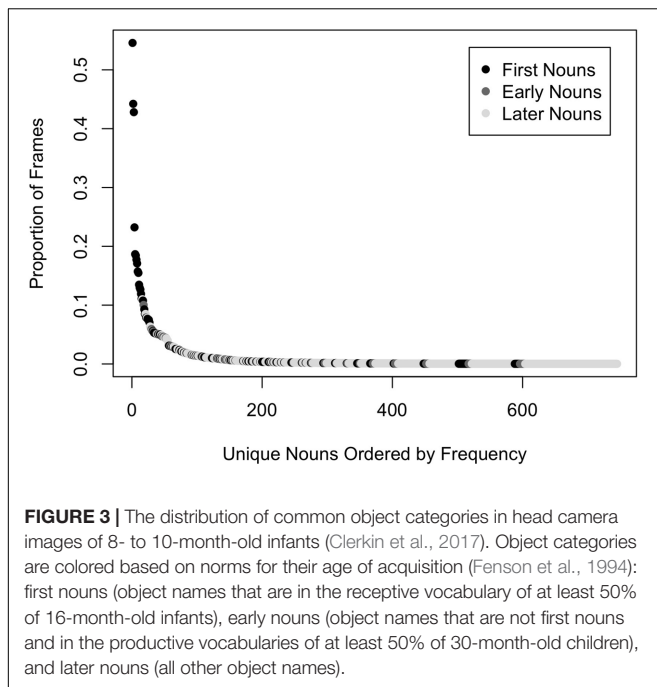 First Nouns
Early Nouns
Later Nouns
0.5
0.4
0.3
0.2
0.1
0.0
Proportion of Frames
0 200 400 600
Unique Nouns Ordered by Frequency
FIGURE 3 | The distribution of common object categories in head camera
images of 8- to 10-month-old infants (Clerkin et al., 2017). Object categories
are colored based on norms for their age of acquisition (Fenson et al., 1994):
first nouns (object names that are in the receptive vocabulary of at least 50%
of 16-month-old infants), early nouns (object names that are not first nouns
and in the productive vocabularies of at least 50% of 30-month-old children),
and later nouns (all other object names).